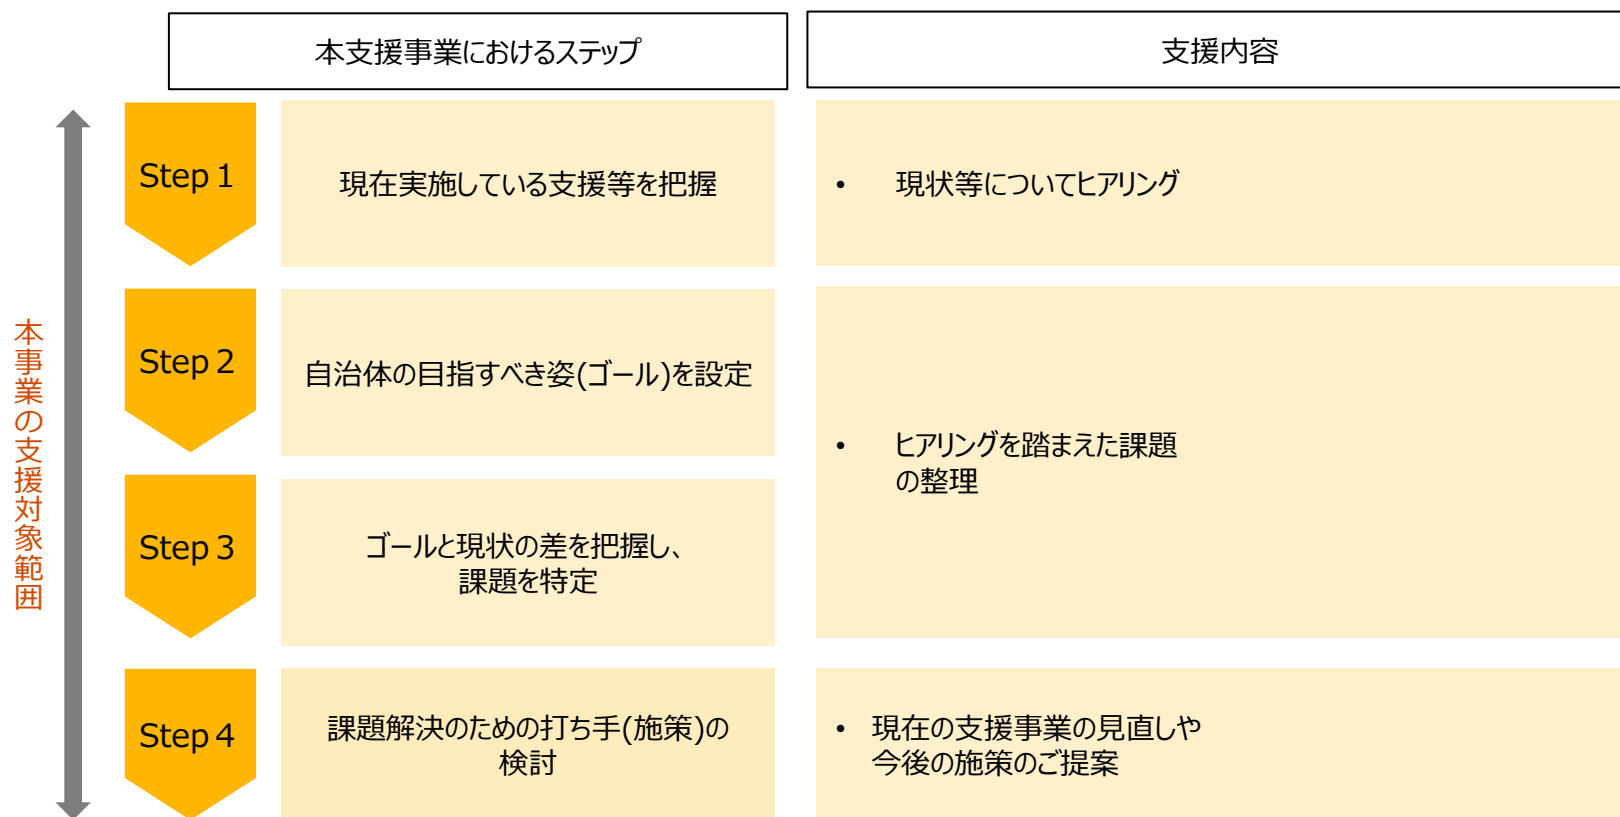 本支援事業におけるステップ
支援内容
本事業の支援対象範囲
Step 1
現在実施している支援等を把握
• 現状等についてヒアリング
Step 2
自治体の目指すべき姿(ゴール)を設定
• ヒアリングを踏まえた課題
の整理
Step 3
ゴールと現状の差を把握し、
課題を特定
Step 4
課題解決のための打ち手(施策)の
検討
• 現在の支援事業の見直しや
今後の施策のご提案